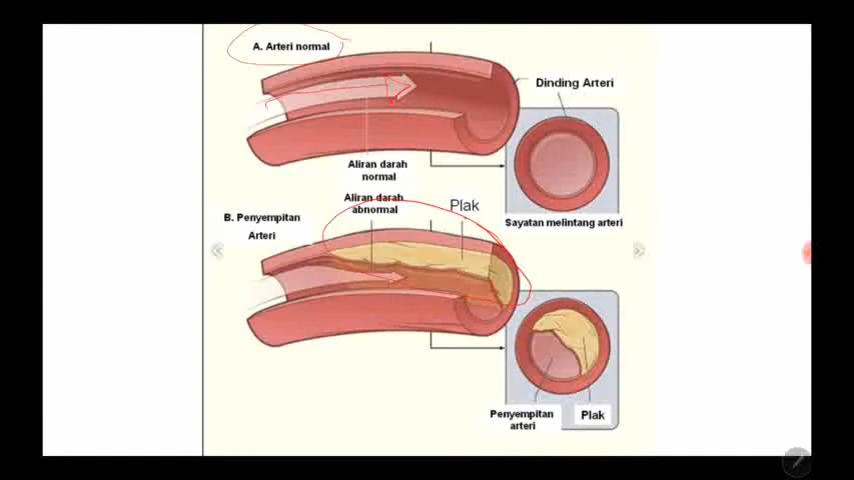 A. Arteri normal
Dinding Arteri
Aliran darah
normal
Sayatan melintang arteri
Aliran darah
abnormal
Plak
B. Penyempitan
Arteri
Penyempitan
arteri
Plak